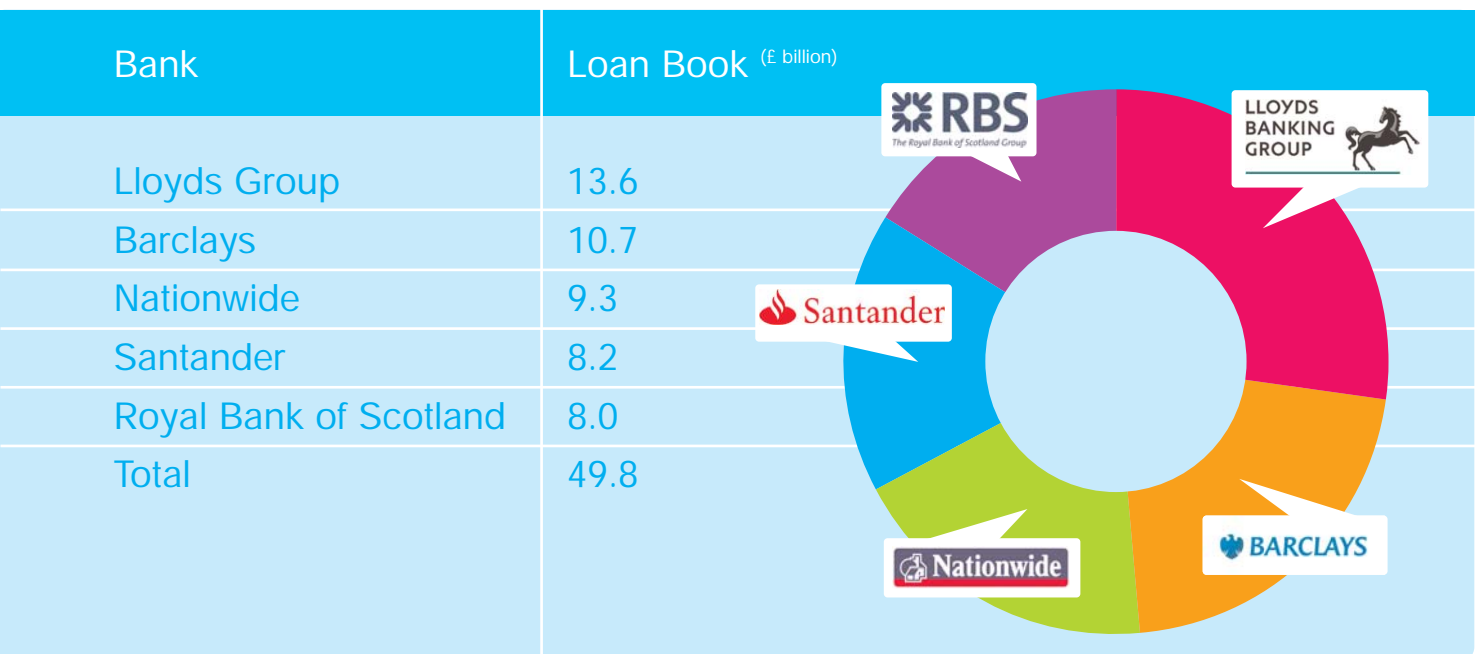 Bank Loan Book (£ billion)
Lloyds Group 13.6
Barclays 10.7
Nationwide 9.3
Santander 8.2
Royal Bank of Scotland 8.0
Total 49.8
RBS
The Royal Bank of Scotland Group
LLOYDS
BANKING
GROUP
Santander
Nationwide
BARCLAYS